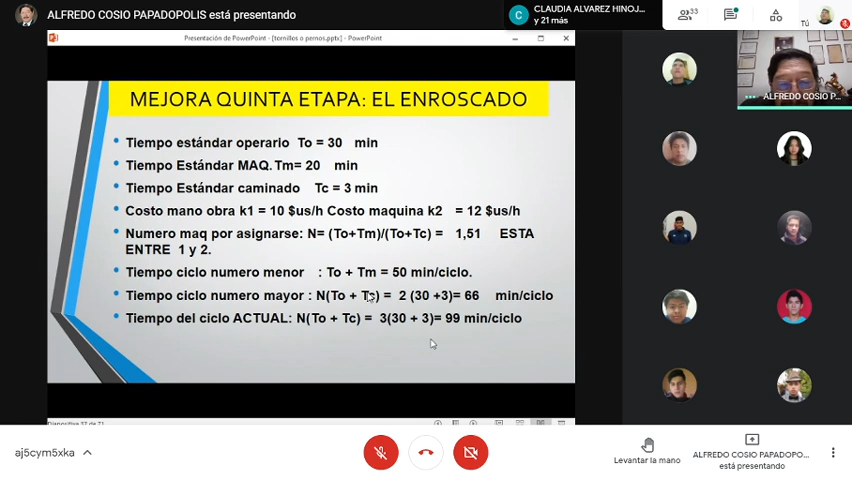 ALFREDO COSIO PAPADOPOLIS está presentando
CLAUDIA ALVAREZ HINOJ...
y 21 más
33
Tú
Presentación de PowerPoint - [tornillos o pernos.pptx] - PowerPoint
ALFREDO COSIO P...
MEJORA QUINTA ETAPA: EL ENROSCADO
• Tiempo estándar operario To = 30 min
• Tiempo Estándar MAQ. Tm= 20 min
• Tiempo Estándar caminado Tc = 3 min
• Costo mano obra k1 = 10 $us/h Costo maquina k2 = 12 $us/h
• Numero maq por asignarse: N= (To+Tm)/(To+Tc) = 1,51 ESTA
ENTRE 1 y 2.
• Tiempo ciclo numero menor : To + Tm = 50 min/ciclo.
• Tiempo ciclo numero mayor : N(To + Tc) = 2 (30 +3)= 66 min/ciclo
• Tiempo del ciclo ACTUAL: N(To + Tc) = 3(30 + 3)= 99 min/ciclo
aj5cym5xka
Levantar la mano
ALFREDO COSIO PAPADOPO...
está presentando